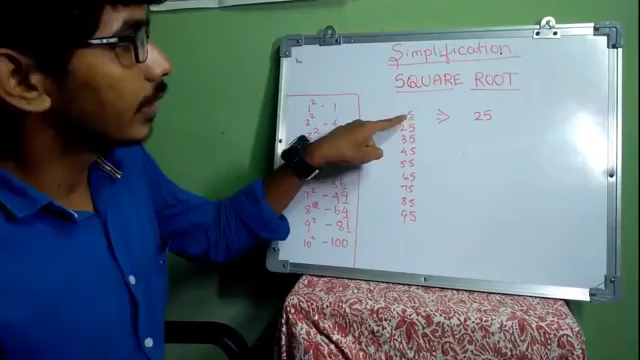 Simplification
SQUARE ROOT
1² - 1
2² - 4
7² - 49
8² - 64
9² - 81
10² - 100
5 ⩾ 25
25
35
45
55
65
75
85
95